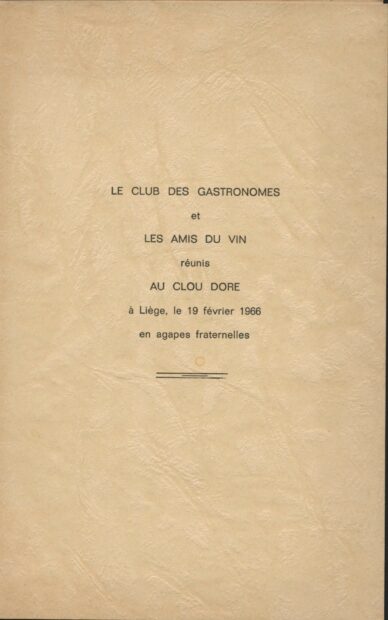 LE CLUB DES GASTRONOMES
et
LES AMIS DU VIN
réunis
AU CLOU DORE
à Liège, le 19 février 1966
en agapes fraternelles